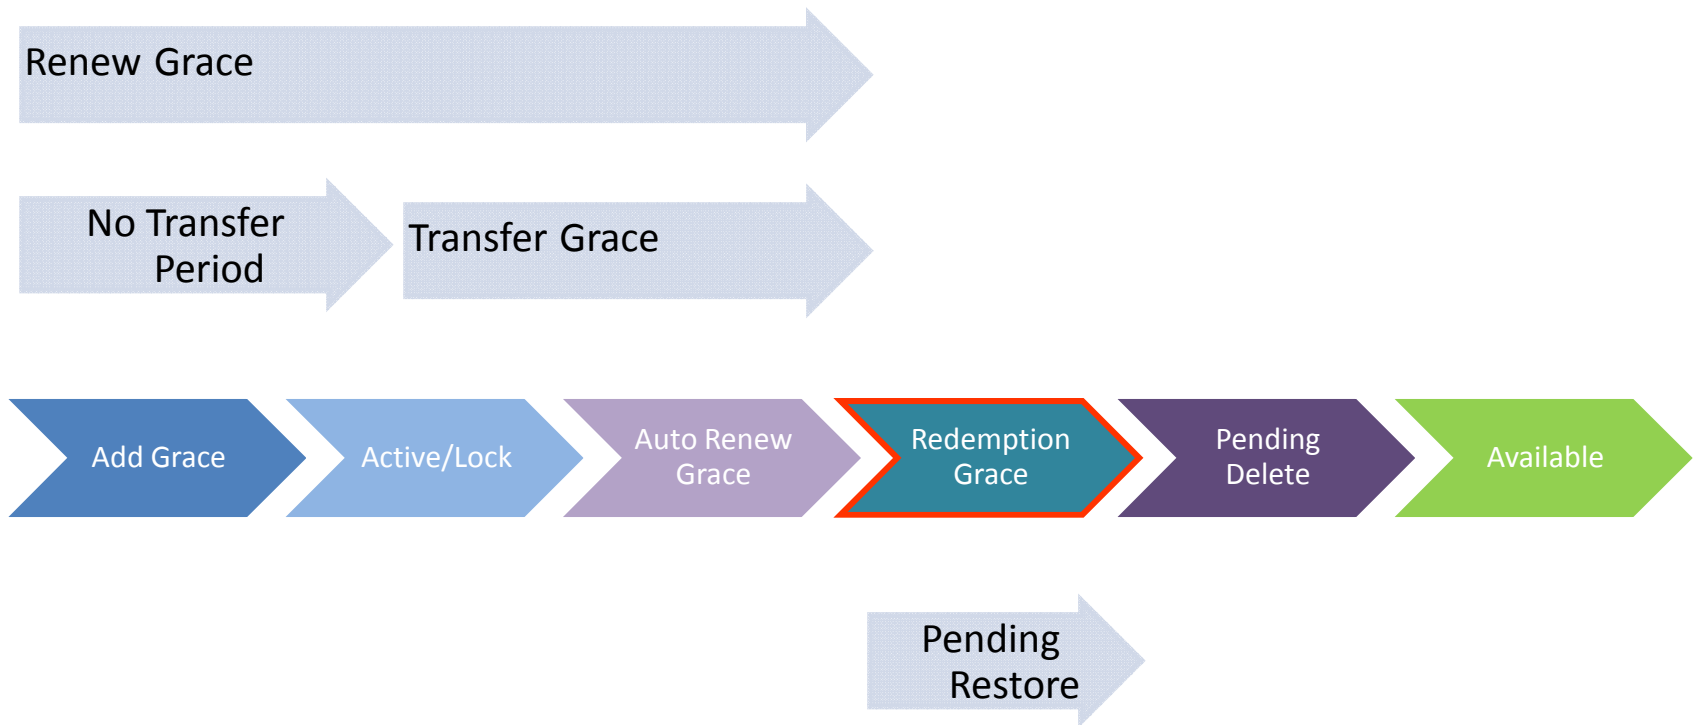 Renew Grace
No Transfer
Period
Transfer Grace
Add Grace
Active/Lock
Auto Renew
Grace
Redemption
Grace
Pending
Delete
Available
Pending
Restore